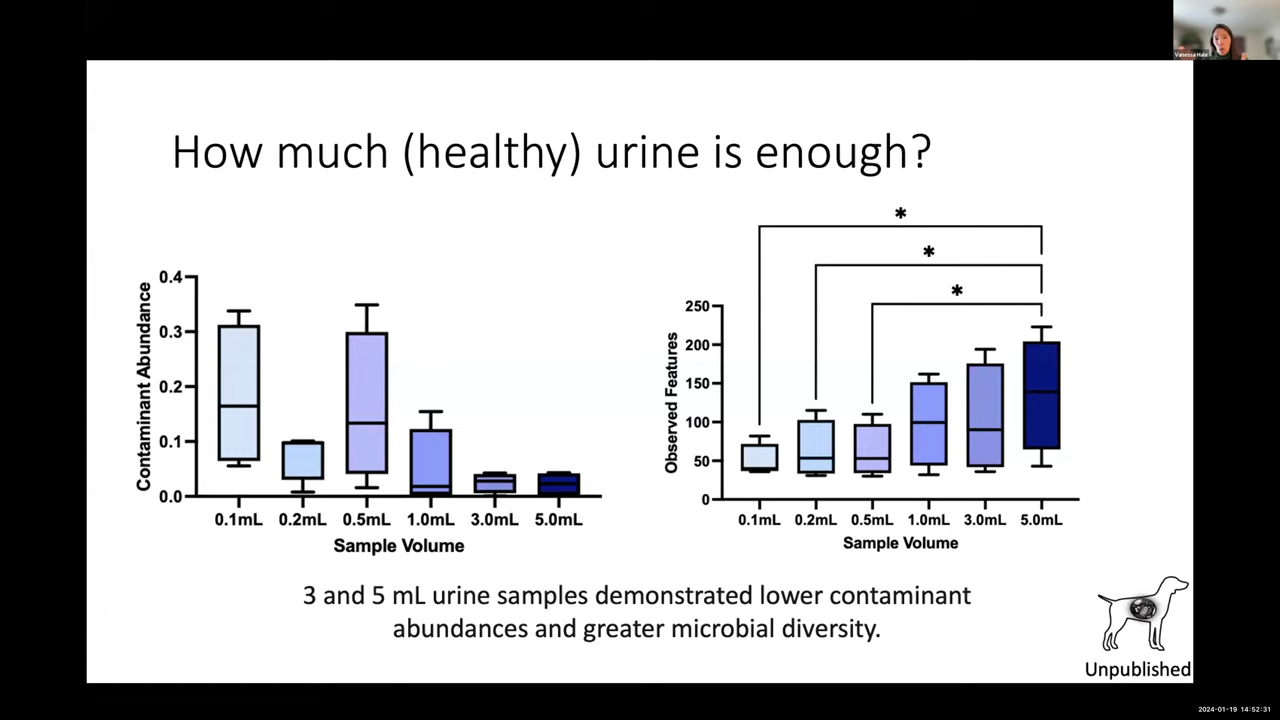 Vanessa Hale
How much (healthy) urine is enough?
Contaminant Abundance
0.4
0.3
0.2
0.1
0.0
0.1mL 0.2mL 0.5mL 1.0mL 3.0mL 5.0mL
Sample Volume
*
*
*
Observed Features
250
200
150
100
50
0
0.1mL 0.2mL 0.5mL 1.0mL 3.0mL 5.0mL
Sample Volume
3 and 5 mL urine samples demonstrated lower contaminant
abundances and greater microbial diversity.
Unpublished
2024-01-19 14:52:31